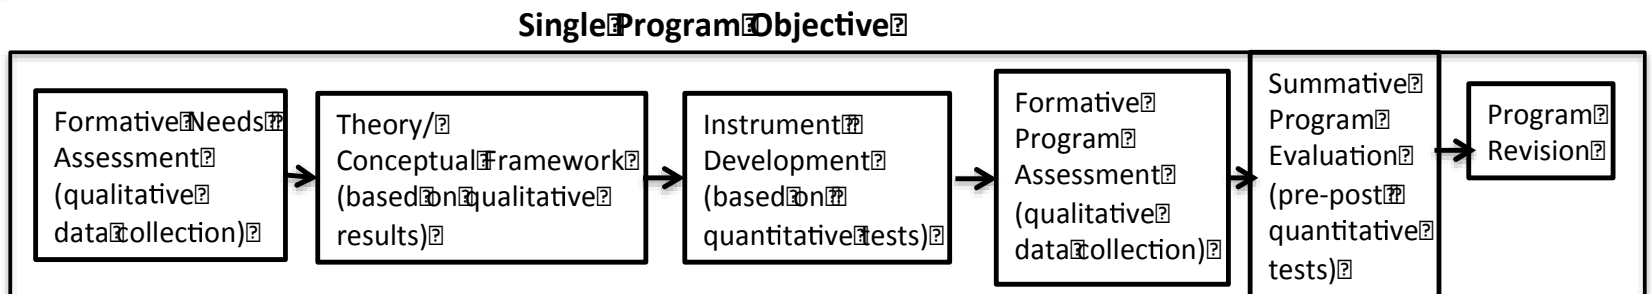 Single Program Objective
Formative Needs
Assessment
(qualitative
data collection)
Theory/
Conceptual Framework
(based on qualitative
results)
Instrument
Development
(based on
quantitative tests)
Formative
Program
Assessment
(qualitative
data collection)
Summative
Program
Evaluation
(pre-post
quantitative
tests)
Program
Revision